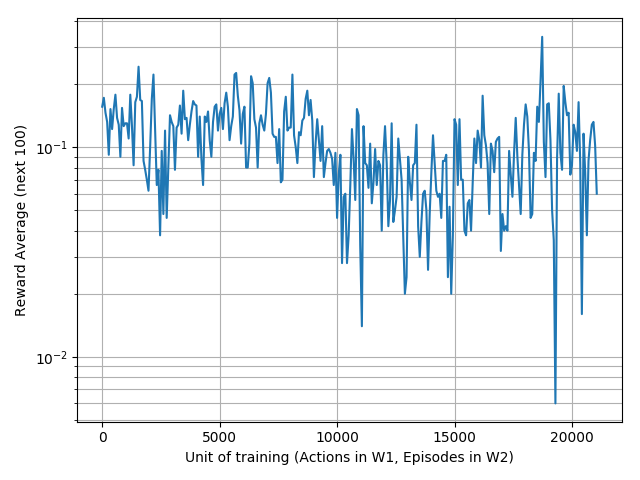 Reward Average (next 100)
10⁻¹
10⁻²
0 5000 10000 15000 20000
Unit of training (Actions in W1, Episodes in W2)